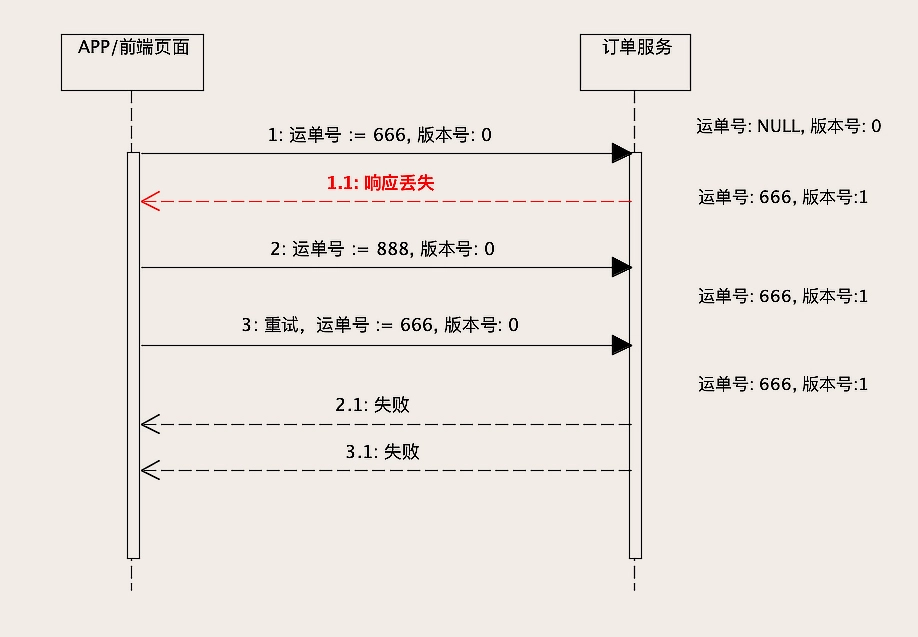 APP/前端页面
订单服务
运单号: NULL, 版本号: 0
1: 运单号 := 666, 版本号: 0
1.1: 响应丢失
运单号: 666, 版本号:1
2: 运单号 := 888, 版本号: 0
运单号: 666, 版本号:1
3: 重试，运单号 := 666, 版本号: 0
运单号: 666, 版本号:1
2.1: 失败
3.1: 失败